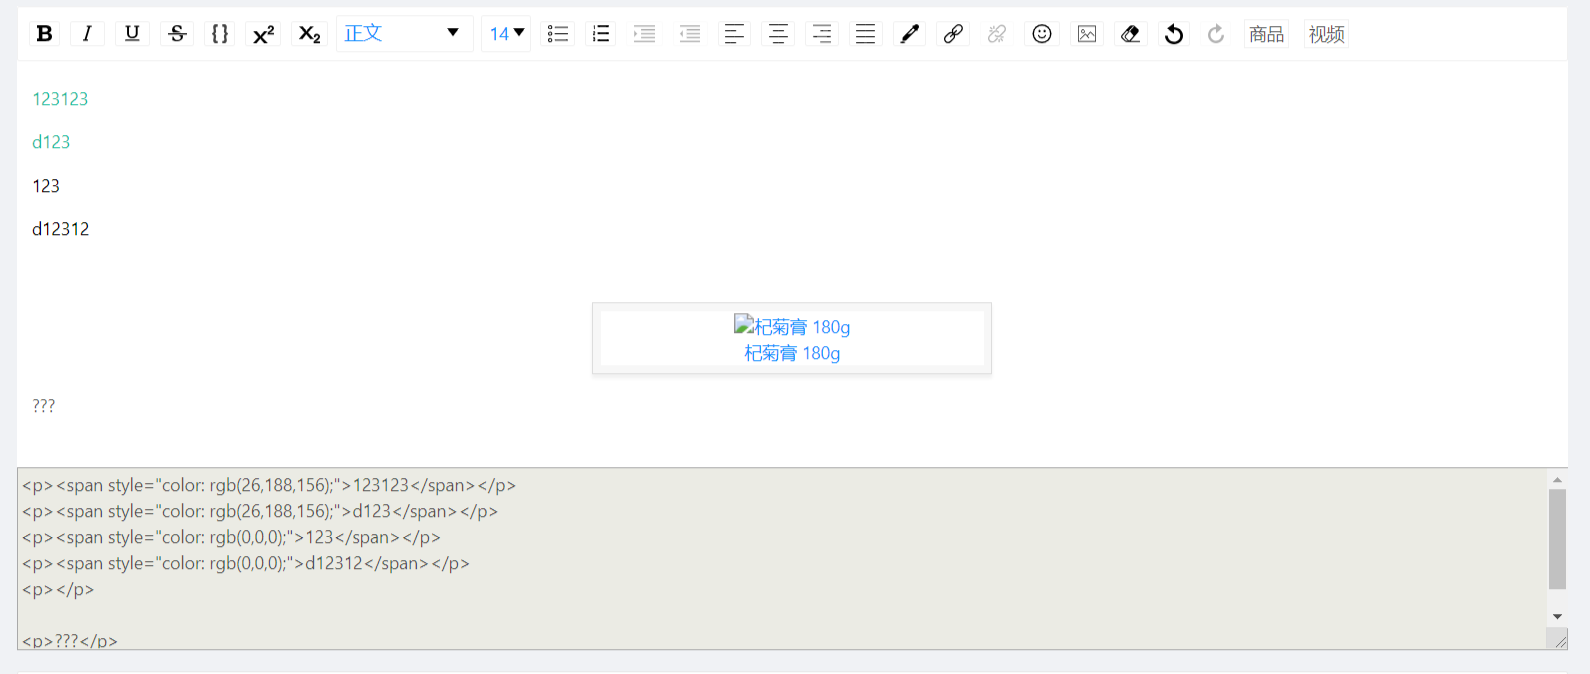 B I U S {} x² X₂ 正文 14 商品 视频
123123
d123
123
d12312
杞菊膏 180g
杞菊膏 180g
???
<p><span style="color: rgb(26,188,156);">123123</span></p>
<p><span style="color: rgb(26,188,156);">d123</span></p>
<p><span style="color: rgb(0,0,0);">123</span></p>
<p><span style="color: rgb(0,0,0);">d12312</span></p>
<p></p>
<p>???</p>